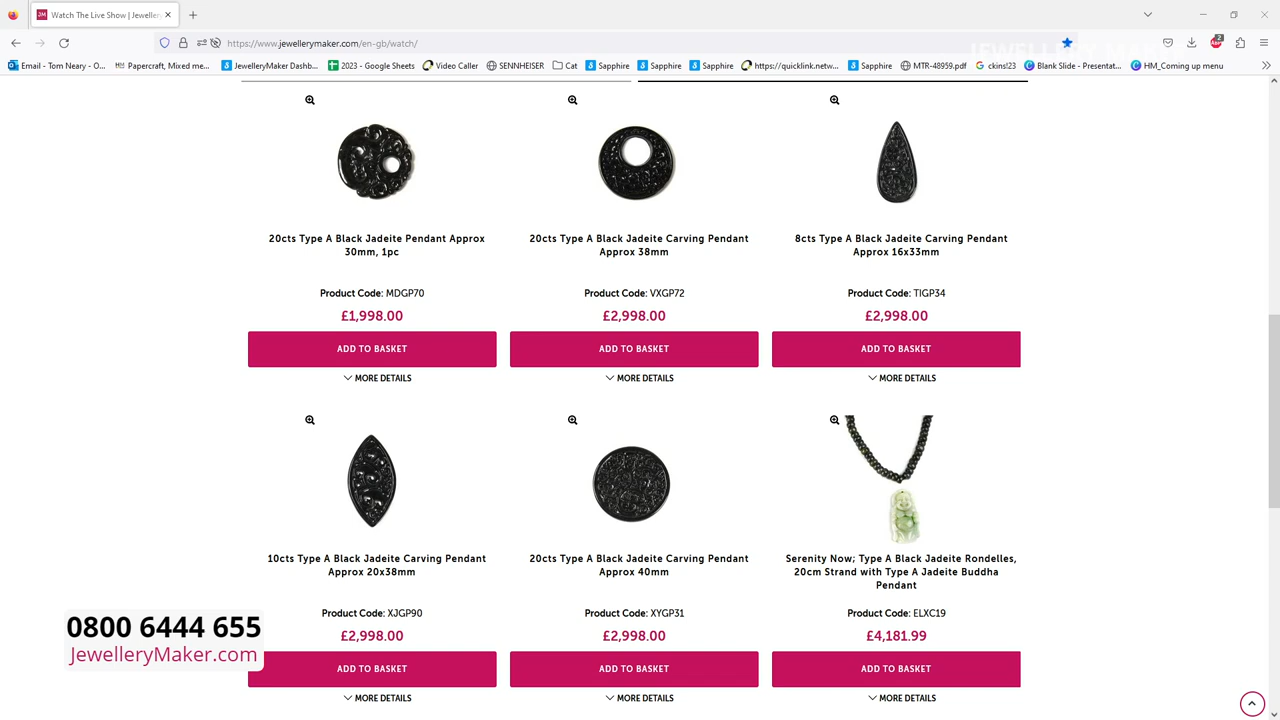 Watch The Live Show | Jeweller
https://www.jewellerymaker.com/en-gb/watch/
JEWELLERY MAKER
Email - Tom Neary - O...
Papercraft, Mixed me...
JewelleryMaker Dashb...
2023 - Google Sheets
Video Caller
SENNHEISER
Cat
Sapphire
Sapphire
Sapphire
https://quicklink.netw...
Sapphire
MTR-48959.pdf
ckins!23
Blank Slide - Presentat...
HM_Coming up menu
20cts Type A Black Jadeite Pendant Approx
30mm, 1pc
Product Code: MDGP70
£1,998.00
ADD TO BASKET
MORE DETAILS
20cts Type A Black Jadeite Carving Pendant
Approx 38mm
Product Code: VXGP72
£2,998.00
ADD TO BASKET
MORE DETAILS
8cts Type A Black Jadeite Carving Pendant
Approx 16x33mm
Product Code: TIGP34
£2,998.00
ADD TO BASKET
MORE DETAILS
10cts Type A Black Jadeite Carving Pendant
Approx 20x38mm
Product Code: XJGP90
£2,998.00
ADD TO BASKET
MORE DETAILS
20cts Type A Black Jadeite Carving Pendant
Approx 40mm
Product Code: XYGP31
£2,998.00
ADD TO BASKET
MORE DETAILS
Serenity Now; Type A Black Jadeite Rondelles,
20cm Strand with Type A Jadeite Buddha
Pendant
Product Code: ELXC19
£4,181.99
ADD TO BASKET
MORE DETAILS
0800 6444 655
JewelleryMaker.com